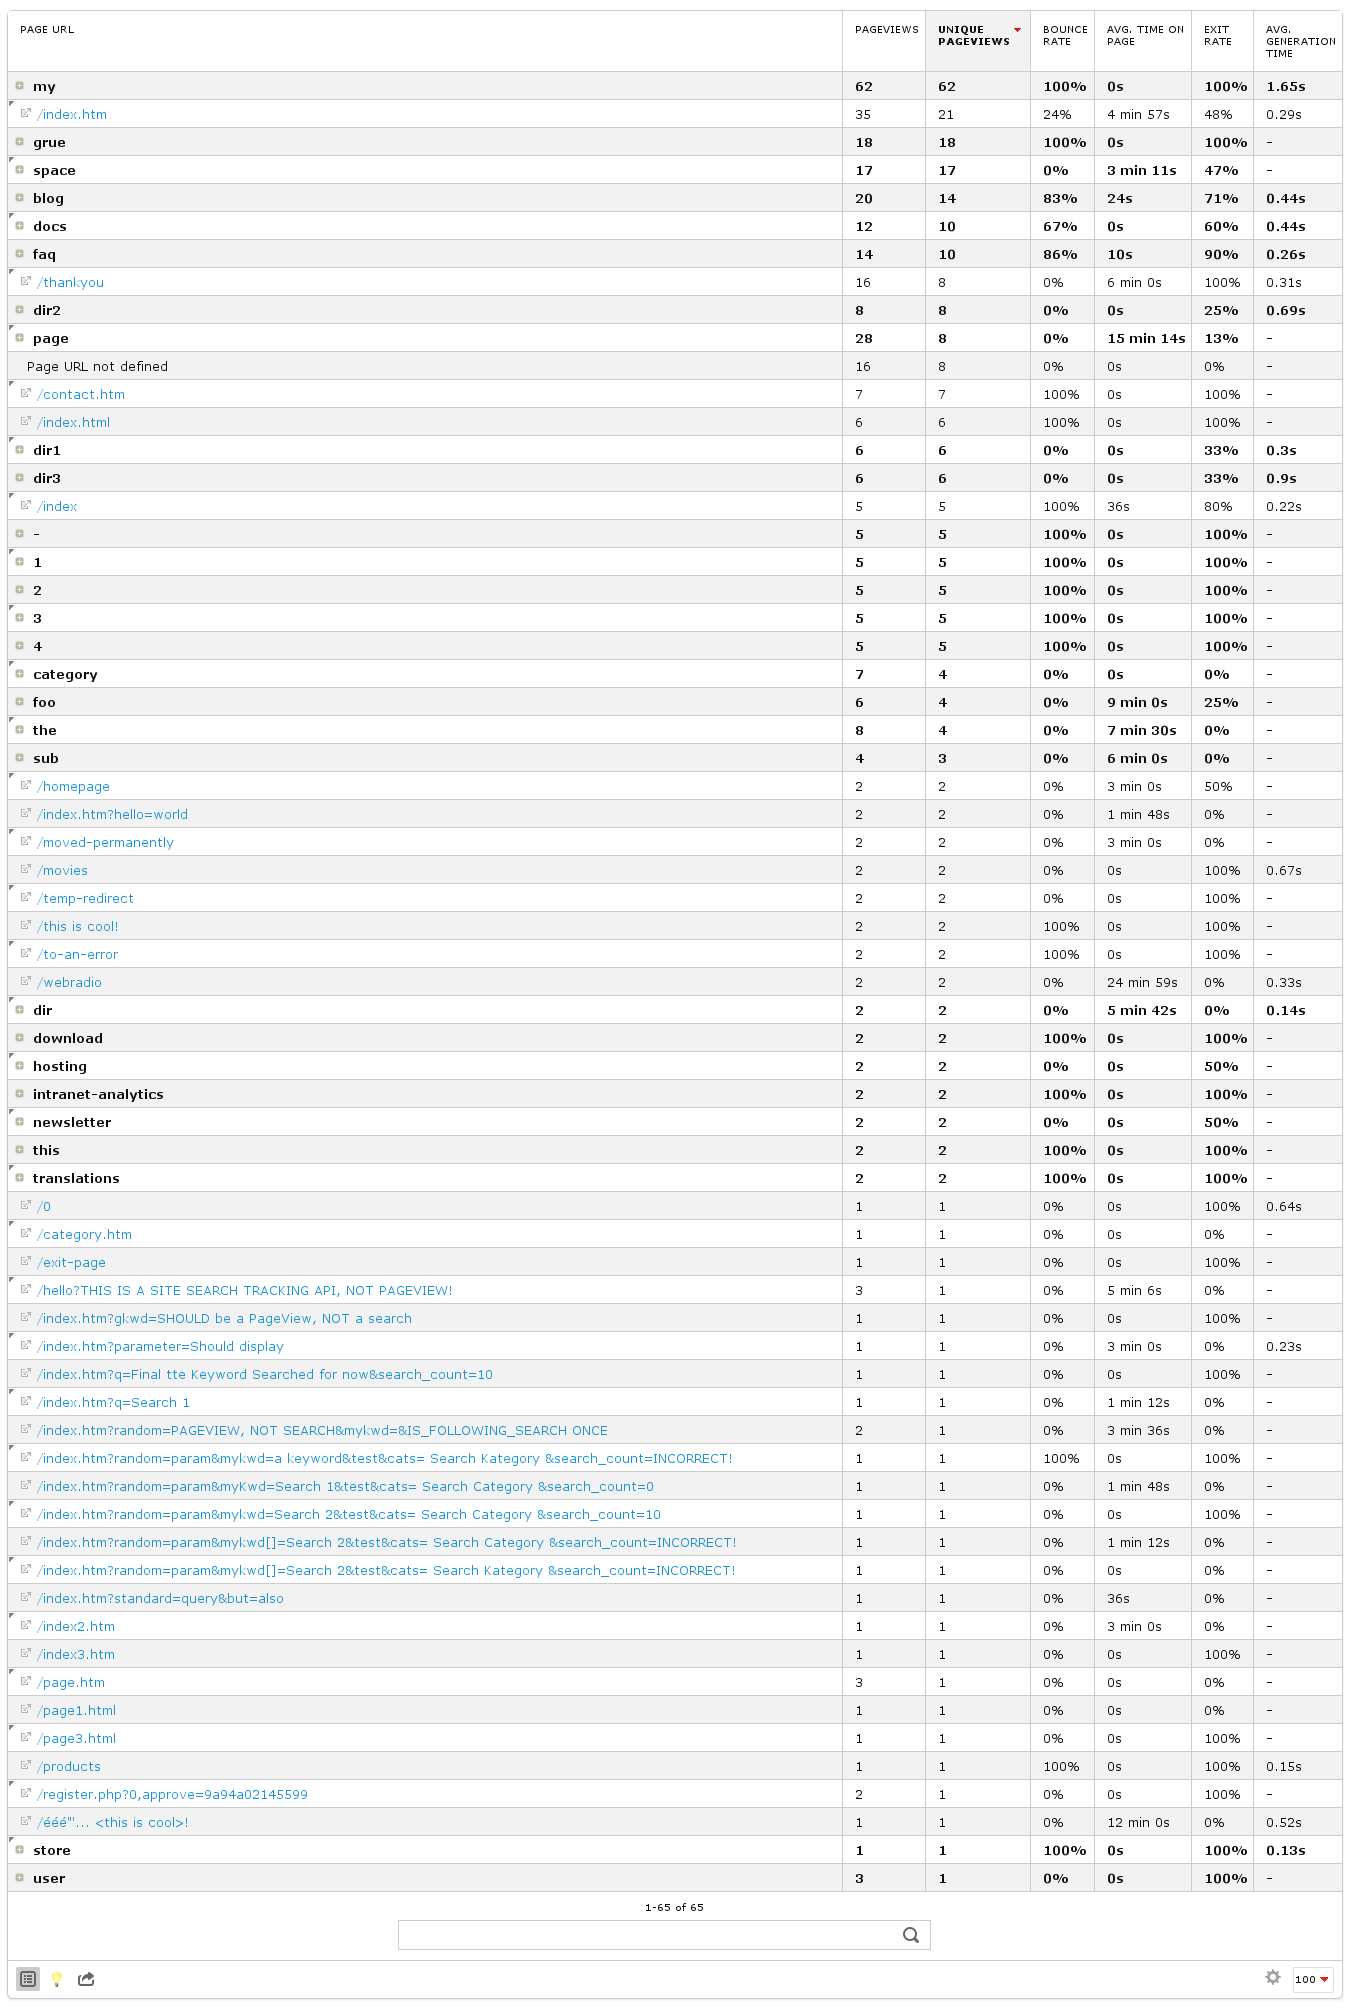 PAGE URL PAGEVIEWS UNIQUE PAGEVIEWS BOUNCE RATE AVG. TIME ON PAGE EXIT RATE AVG. GENERATION TIME
my 62 62 100% 0s 100% 1.65s
/index.htm 35 21 24% 4 min 57s 48% 0.29s
grue 18 18 100% 0s 100% -
space 17 17 0% 3 min 11s 47% -
blog 20 14 83% 24s 71% 0.44s
docs 12 10 67% 0s 60% 0.44s
faq 14 10 86% 10s 90% 0.26s
/thankyou 16 8 0% 6 min 0s 100% 0.31s
dir2 8 8 0% 0s 25% 0.69s
page 28 8 0% 15 min 14s 13% -
Page URL not defined 16 8 0% 0s 0% -
/contact.htm 7 7 100% 0s 100% -
/index.html 6 6 100% 0s 100% -
dir1 6 6 0% 0s 33% 0.3s
dir3 6 6 0% 0s 33% 0.9s
/index 5 5 100% 36s 80% 0.22s
- 5 5 100% 0s 100% -
1 5 5 100% 0s 100% -
2 5 5 100% 0s 100% -
3 5 5 100% 0s 100% -
4 5 5 100% 0s 100% -
category 7 4 0% 0s 0% -
foo 6 4 0% 9 min 0s 25% -
the 8 4 0% 7 min 30s 0% -
sub 4 3 0% 6 min 0s 0% -
/homepage 2 2 0% 3 min 0s 50% -
/index.htm?hello=world 2 2 0% 1 min 48s 0% -
/moved-permanently 2 2 0% 3 min 0s 0% -
/movies 2 2 0% 0s 100% 0.67s
/temp-redirect 2 2 0% 0s 100% -
/this is cool! 2 2 100% 0s 100% -
/to-an-error 2 2 100% 0s 100% -
/webradio 2 2 0% 24 min 59s 0% 0.33s
dir 2 2 0% 5 min 42s 0% 0.14s
download 2 2 100% 0s 100% -
hosting 2 2 0% 0s 50% -
intranet-analytics 2 2 100% 0s 100% -
newsletter 2 2 0% 0s 50% -
this 2 2 100% 0s 100% -
translations 2 2 100% 0s 100% -
/0 1 1 0% 0s 100% 0.64s
/category.htm 1 1 0% 0s 0% -
/exit-page 1 1 0% 0s 100% -
/hello?THIS IS A SITE SEARCH TRACKING API, NOT PAGEVIEW! 3 1 0% 5 min 6s 0% -
/index.htm?gkwd=SHOULD be a PageView, NOT a search 1 1 0% 0s 100% -
/index.htm?parameter=Should display 1 1 0% 3 min 0s 0% 0.23s
/index.htm?q=Final tte Keyword Searched for now&search_count=10 1 1 0% 0s 100% -
/index.htm?q=Search 1 1 1 0% 1 min 12s 0% -
/index.htm?random=PAGEVIEW, NOT SEARCH&mykwd=&IS_FOLLOWING_SEARCH ONCE 2 1 0% 3 min 36s 0% -
/index.htm?random=param&mykwd=a keyword&test&cats= Search Kategory &search_count=INCORRECT! 1 1 100% 0s 100% -
/index.htm?random=param&myKwd=Search 1&test&cats= Search Category &search_count=0 1 1 0% 1 min 48s 0% -
/index.htm?random=param&mykwd=Search 2&test&cats= Search Category &search_count=10 1 1 0% 0s 100% -
/index.htm?random=param&mykwd[]=Search 2&test&cats= Search Category &search_count=INCORRECT! 1 1 0% 1 min 12s 0% -
/index.htm?random=param&mykwd[]=Search 2&test&cats= Search Kategory &search_count=INCORRECT! 1 1 0% 0s 0% -
/index.htm?standard=query&but=also 1 1 0% 36s 0% -
/index2.htm 1 1 0% 3 min 0s 0% -
/index3.htm 1 1 0% 0s 100% -
/page.htm 3 1 0% 0s 0% -
/page1.html 1 1 0% 0s 0% -
/page3.html 1 1 0% 0s 100% -
/products 1 1 100% 0s 100% 0.15s
/register.php?0,approve=9a94a02145599 2 1 0% 0s 100% -
/ééé"'... <this is cool>! 1 1 0% 12 min 0s 0% 0.52s
store 1 1 100% 0s 100% 0.13s
user 3 1 0% 0s 100% -
1-65 of 65
100